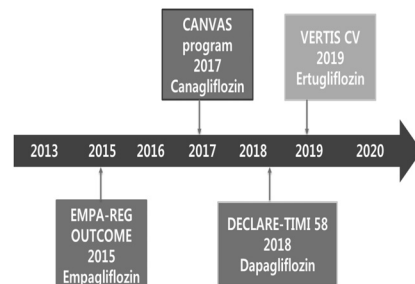 CANVAS
program
2017
Canagliflozin
VERTIS CV
2019
Ertugliflozin
2013 2015 2016 2017 2018 2019 2020
EMPA-REG
OUTCOME
2015
Empagliflozin
DECLARE-TIMI 58
2018
Dapagliflozin